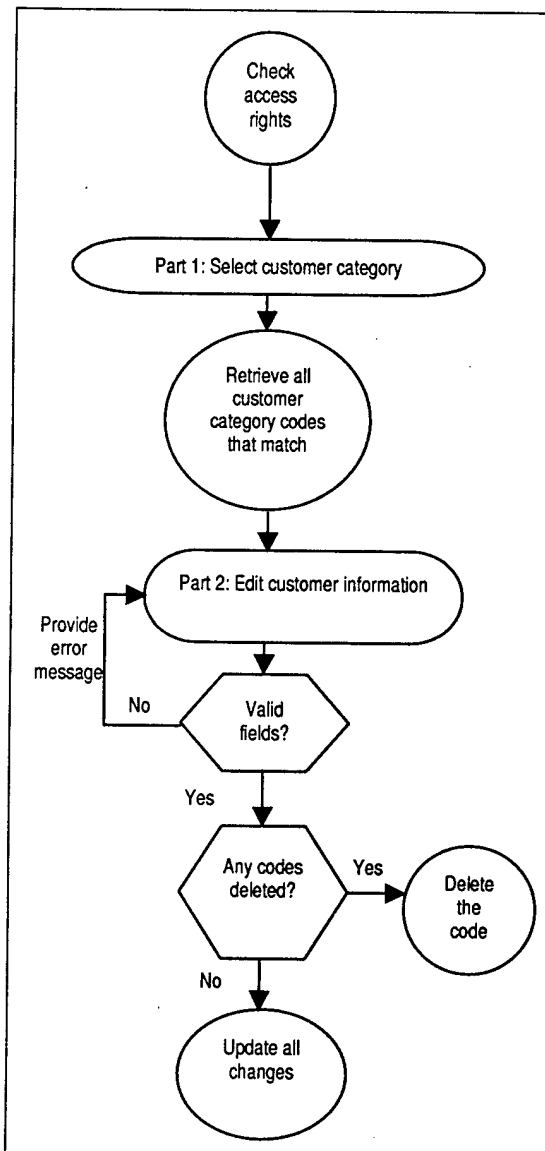 Check
access
rights
Part 1: Select customer category
Retrieve all
customer
category codes
that match
Part 2: Edit customer information
Provide
error
message
No
Valid
fields?
Yes
Any codes
deleted?
Yes
Delete
the
code
No
Update all
changes